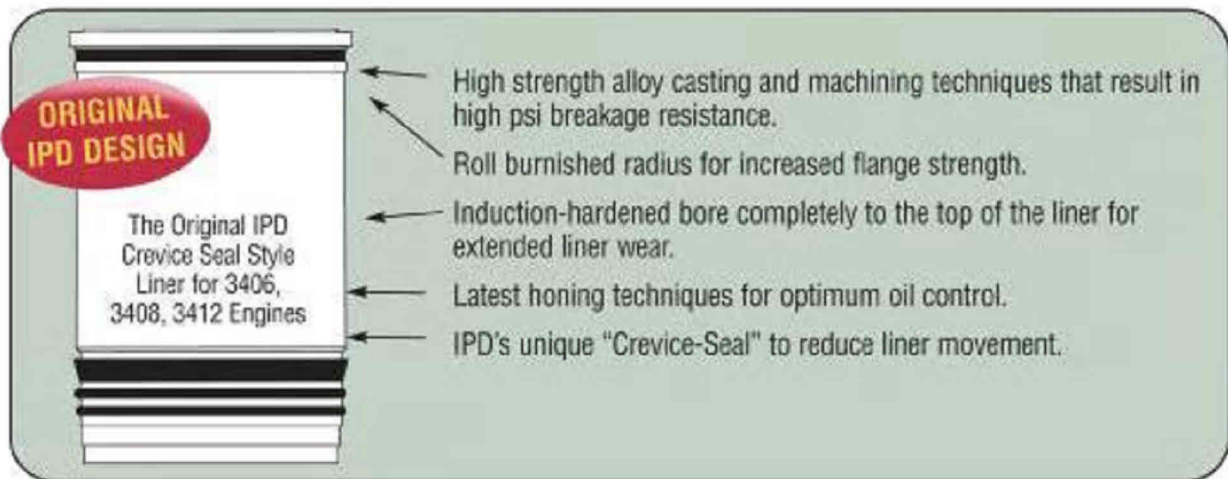 ORIGINAL
IPD DESIGN
The Original IPD
Crevice Seal Style
Liner for 3406,
3408, 3412 Engines
High strength alloy casting and machining techniques that result in
high psi breakage resistance.
Roll burnished radius for increased flange strength.
Induction-hardened bore completely to the top of the liner for
extended liner wear.
Latest honing techniques for optimum oil control.
IPD's unique “Crevice-Seal” to reduce liner movement.